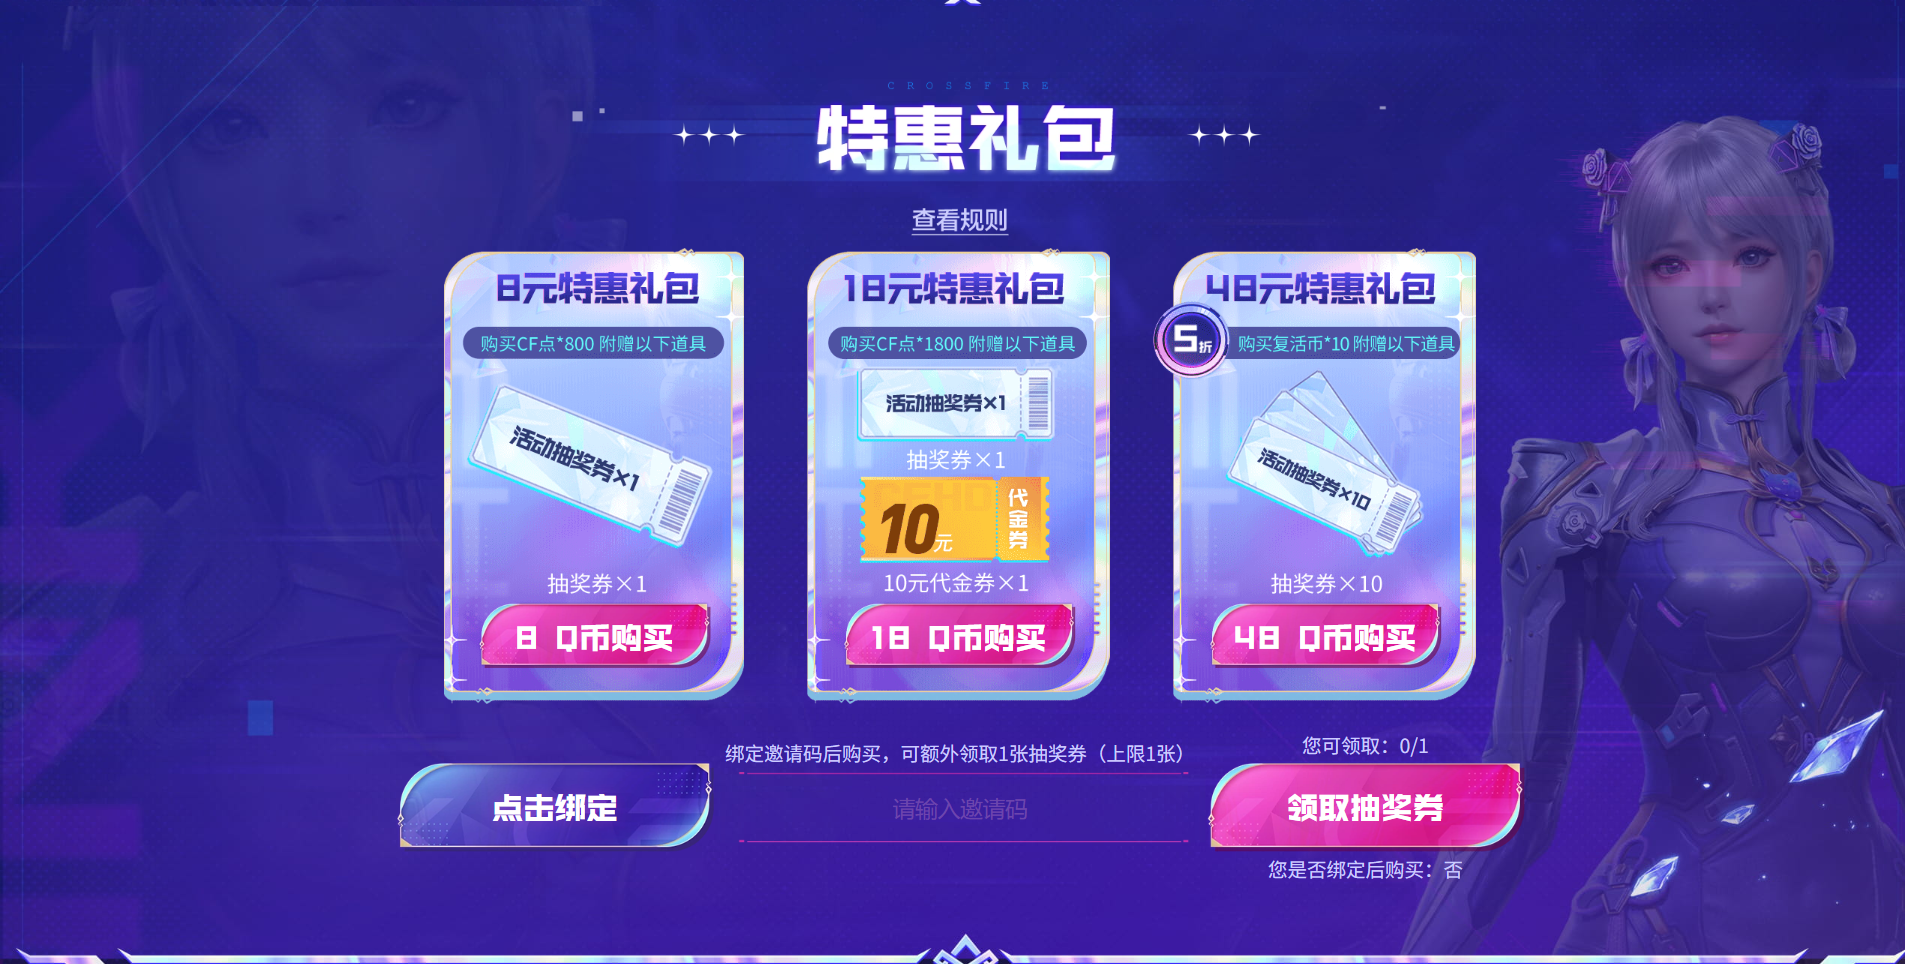 CROSSFIRE
特惠礼包
查看规则
8元特惠礼包
购买CF点*800 附赠以下道具
活动抽奖券×1
抽奖券×1
8 Q币购买
18元特惠礼包
购买CF点*1800 附赠以下道具
活动抽奖券×1
抽奖券×1
10元
代金券
10元代金券×1
18 Q币购买
48元特惠礼包
5折
购买复活币*10 附赠以下道具
活动抽奖券×10
抽奖券×10
48 Q币购买
点击绑定
绑定邀请码后购买，可额外领取1张抽奖券（上限1张）
请输入邀请码
您可领取：0/1
领取抽奖券
您是否绑定后购买：否